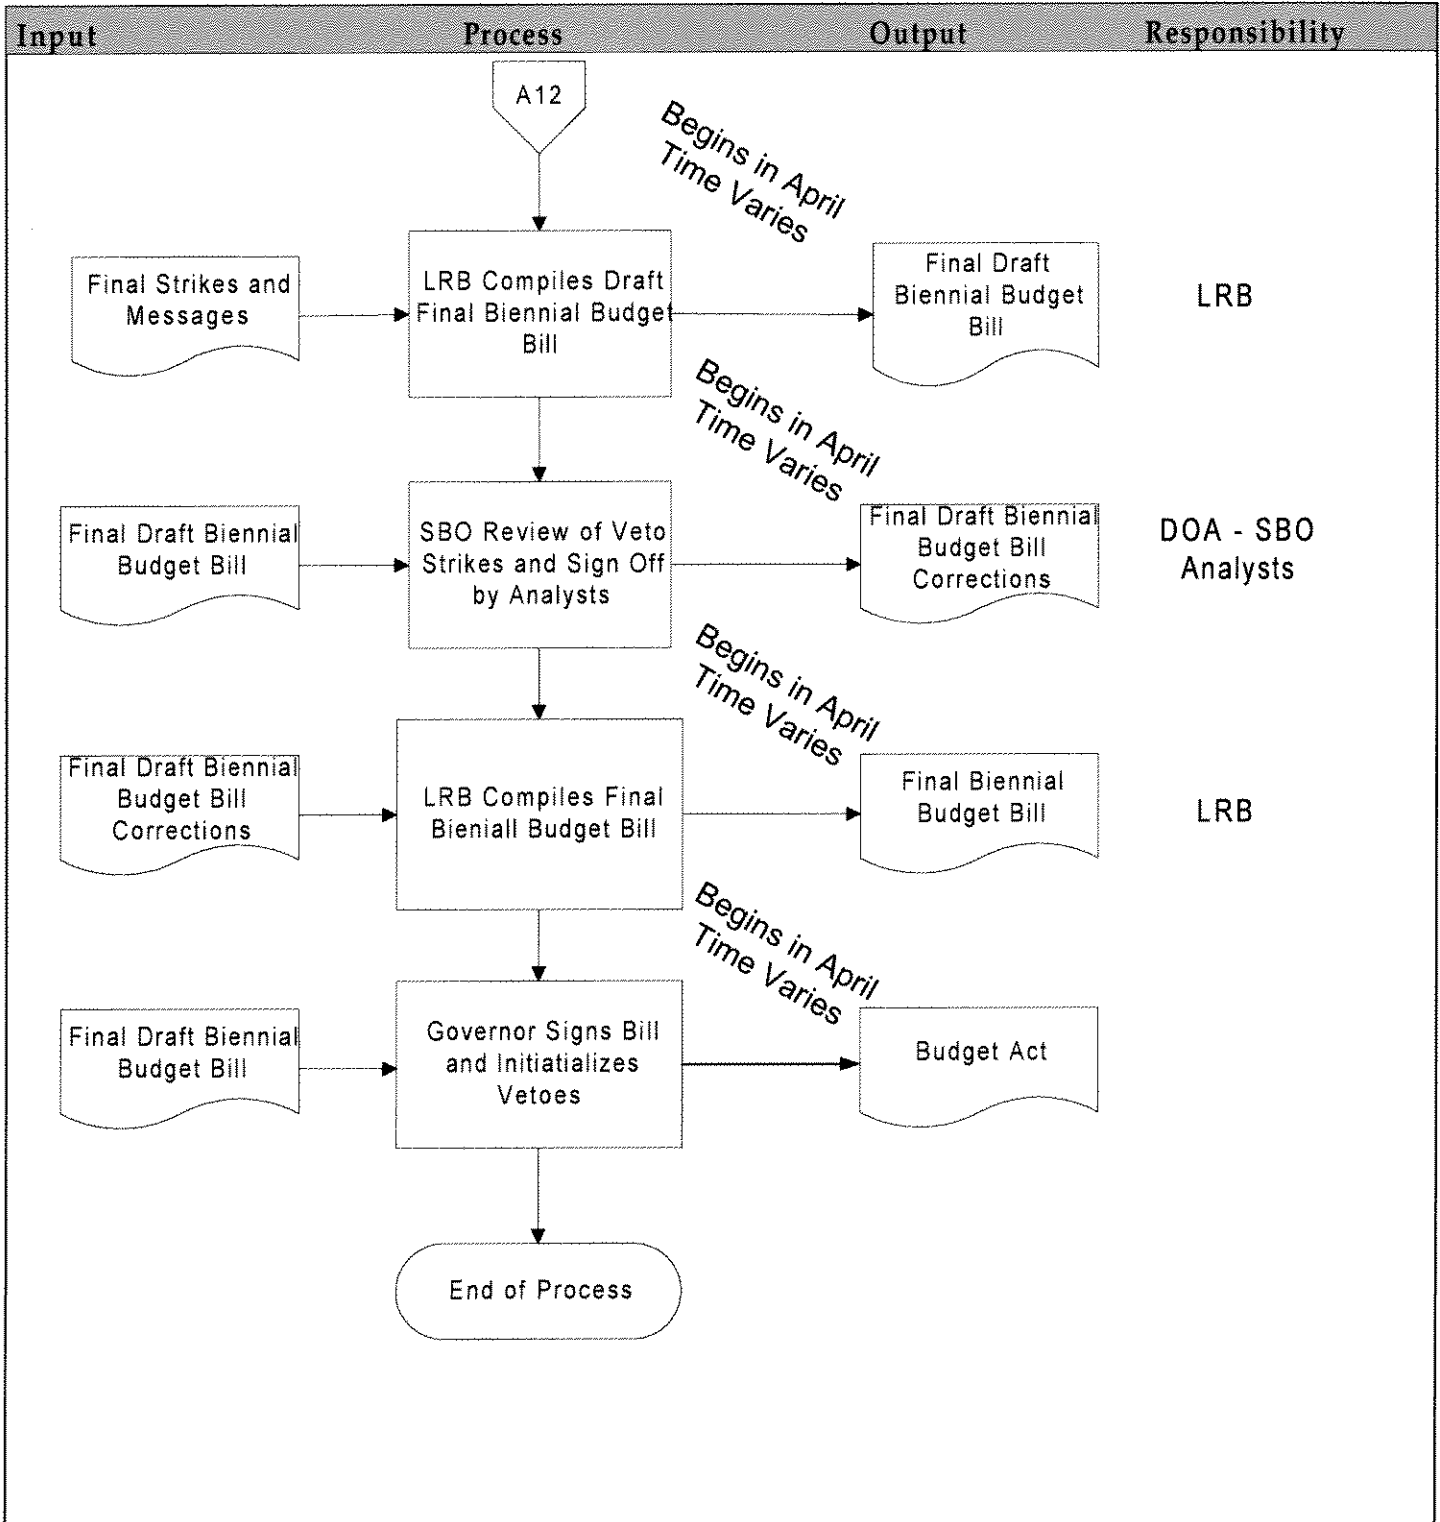 Input Process Output Responsibility
A12
Begins in April
Time Varies
Final Strikes and
Messages
LRB Compiles Draft
Final Biennial Budget
Bill
Final Draft
Biennial Budget
Bill
LRB
Begins in April
Time Varies
Final Draft Biennial
Budget Bill
SBO Review of Veto
Strikes and Sign Off
by Analysts
Final Draft Biennial
Budget Bill
Corrections
DOA - SBO
Analysts
Begins in April
Time Varies
Final Draft Biennial
Budget Bill
Corrections
LRB Compiles Final
Bieniall Budget Bill
Final Biennial
Budget Bill
LRB
Begins in April
Time Varies
Final Draft Biennial
Budget Bill
Governor Signs Bill
and Initiatializes
Vetoes
Budget Act
End of Process